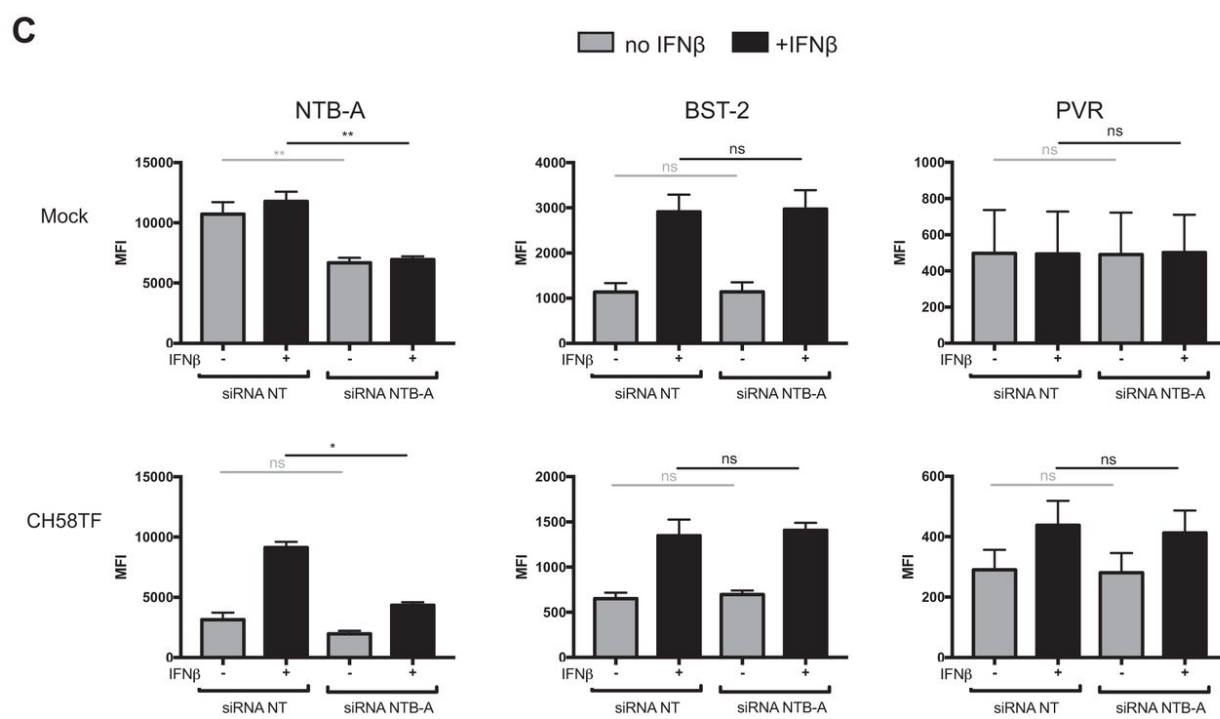 C
no IFNβ +IFNβ
NTB-A BST-2 PVR
Mock
** **
MFI
15000
10000
5000
0
IFNβ - + - +
siRNA NT siRNA NTB-A
ns ns
MFI
4000
3000
2000
1000
0
IFNβ - + - +
siRNA NT siRNA NTB-A
ns ns
MFI
1000
800
600
400
200
0
IFNβ - + - +
siRNA NT siRNA NTB-A
CH58TF
ns *
MFI
15000
10000
5000
0
IFNβ - + - +
siRNA NT siRNA NTB-A
ns ns
MFI
2000
1500
1000
500
0
IFNβ - + - +
siRNA NT siRNA NTB-A
ns ns
MFI
600
400
200
0
IFNβ - + - +
siRNA NT siRNA NTB-A